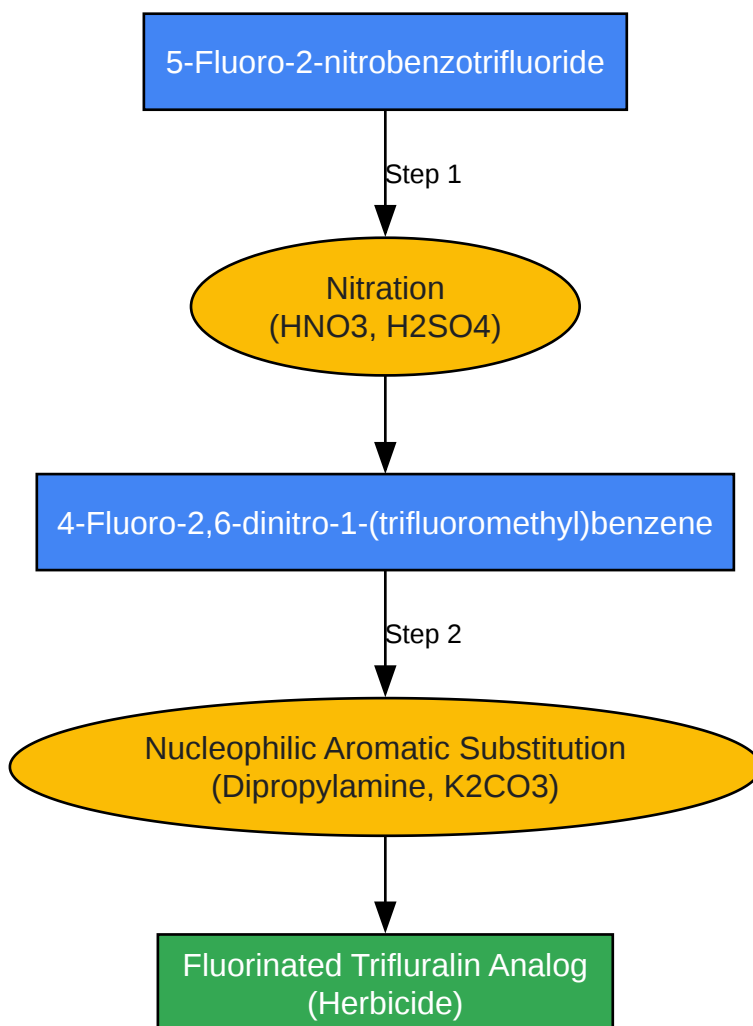 5-Fluoro-2-nitrobenzotrifluoride
Step 1
Nitration
(HNO3, H2SO4)
4-Fluoro-2,6-dinitro-1-(trifluoromethyl)benzene
Step 2
Nucleophilic Aromatic Substitution
(Dipropylamine, K2CO3)
Fluorinated Trifluralin Analog
(Herbicide)